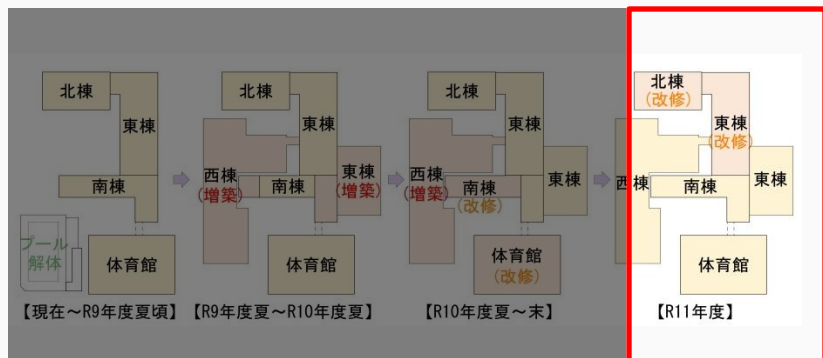 北棟
東棟
南棟
プール
解体
体育館
【現在～R9年度夏頃】
北棟
東棟
西棟
(増築)
東棟
(増築)
南棟
体育館
【R9年度夏～R10年度夏】
北棟
東棟
西棟
(増築)
東棟
南棟
(改修)
体育館
(改修)
【R10年度夏～末】
北棟
(改修)
東棟
(改修)
西棟
南棟
東棟
体育館
【R11年度】